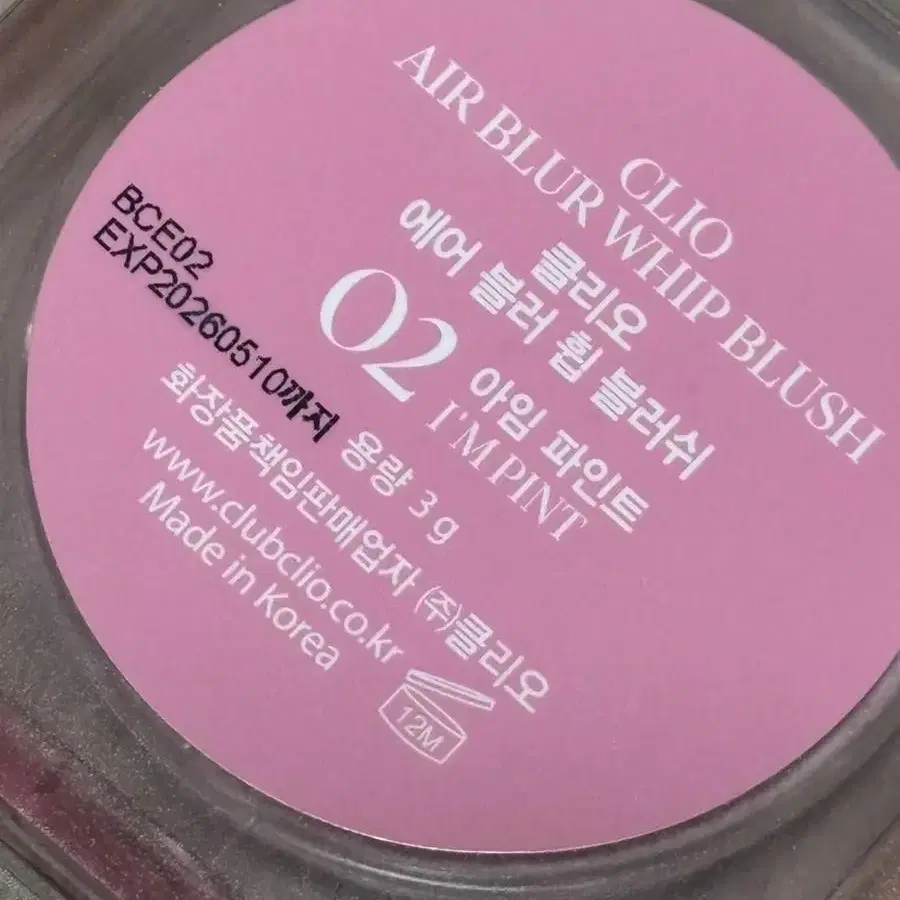 CLIO
AIR BLUR WHIP BLUSH
클리오
에어 블러 휩 블러쉬
02 아임 파인트
I'M PINT
BCE02
EXP20260510까지
용량 3 g
화장품책임판매업자 (주)클리오
www.clubclio.co.kr
Made in Korea
12M